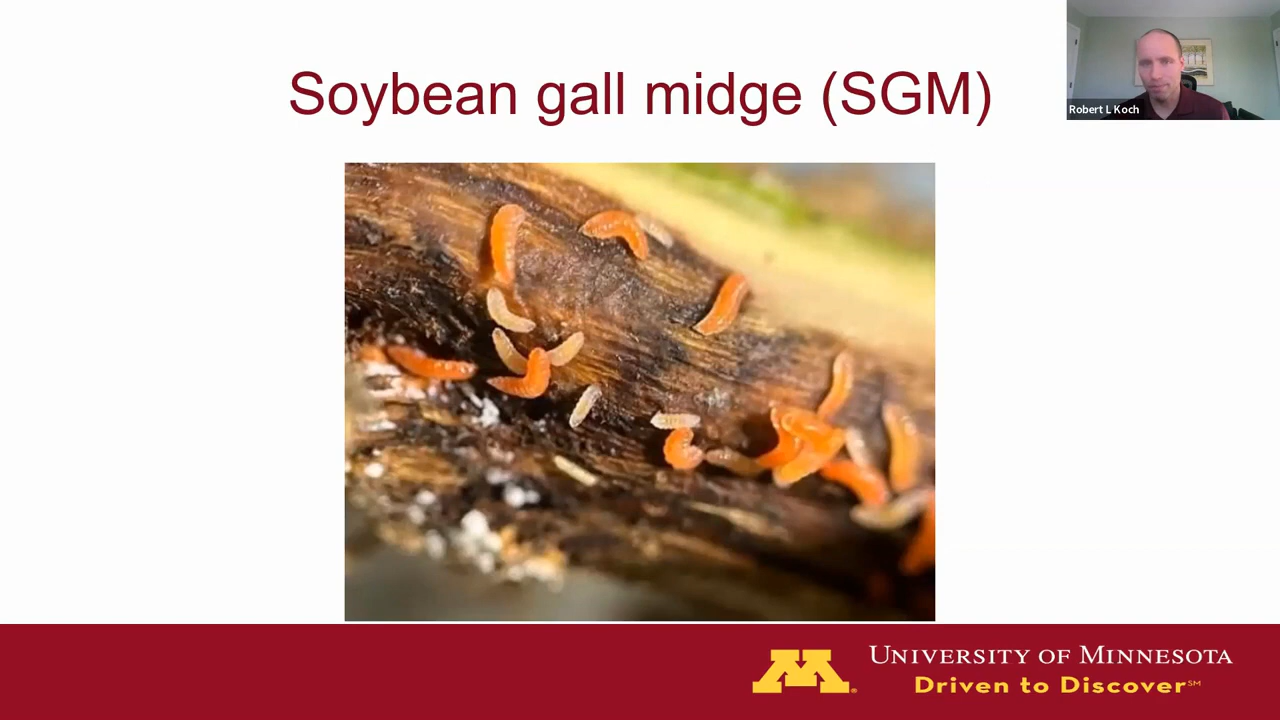 Soybean gall midge (SGM)
Robert L Koch
M
UNIVERSITY OF MINNESOTA
Driven to Discover℠